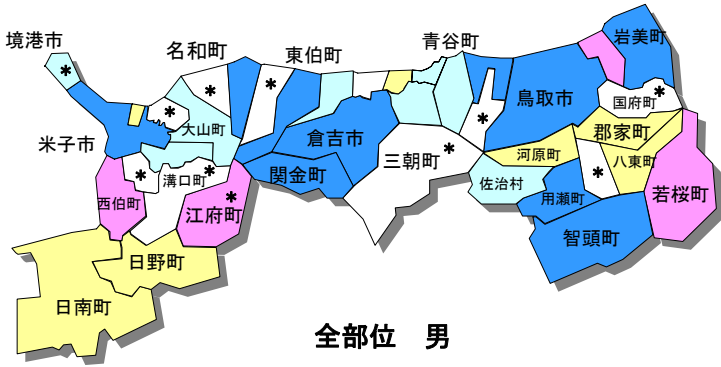 境港市
名和町
東伯町
青谷町
岩美町
*
*
*
*
国府町
*
鳥取市
米子市
大山町
倉吉市
*
郡家町
三朝町
*
河原町
八東町
*
*
溝口町
*
関金町
佐治村
用瀬町
若桜町
西伯町
江府町
*
智頭町
日野町
日南町
全部位 男